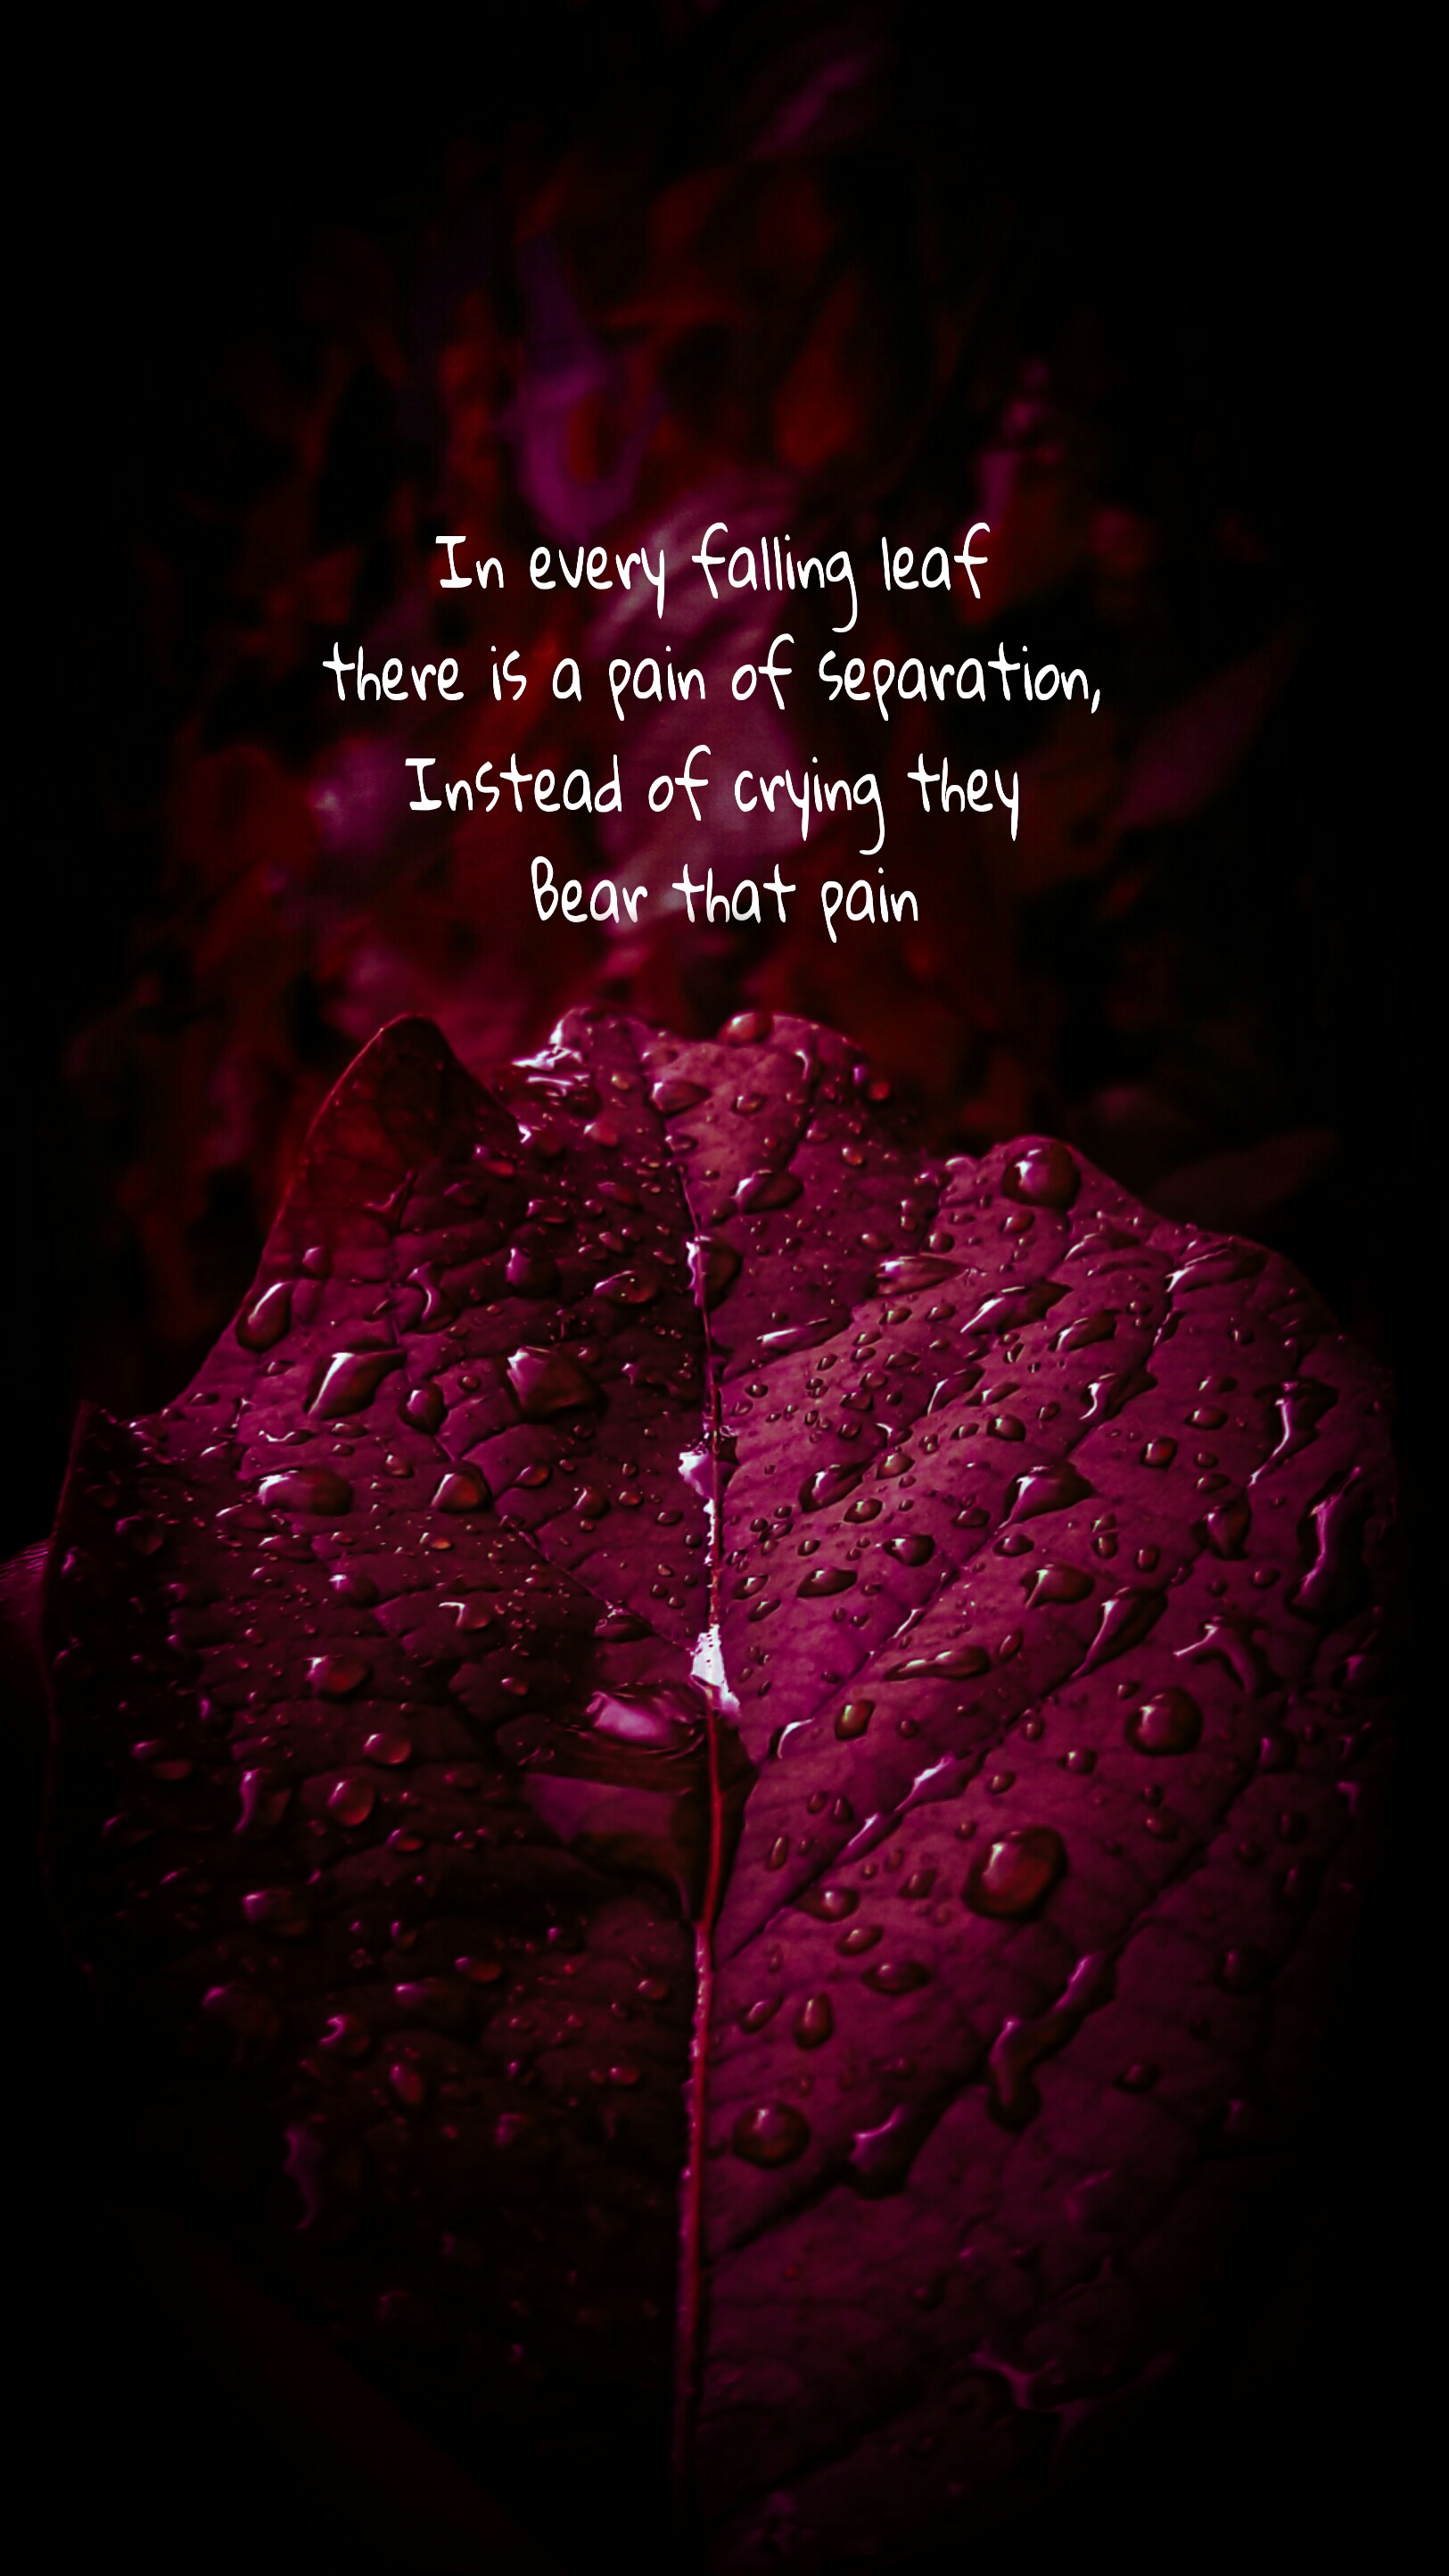 In every falling leaf
there is a pain of separation,
Instead of crying they
Bear that pain